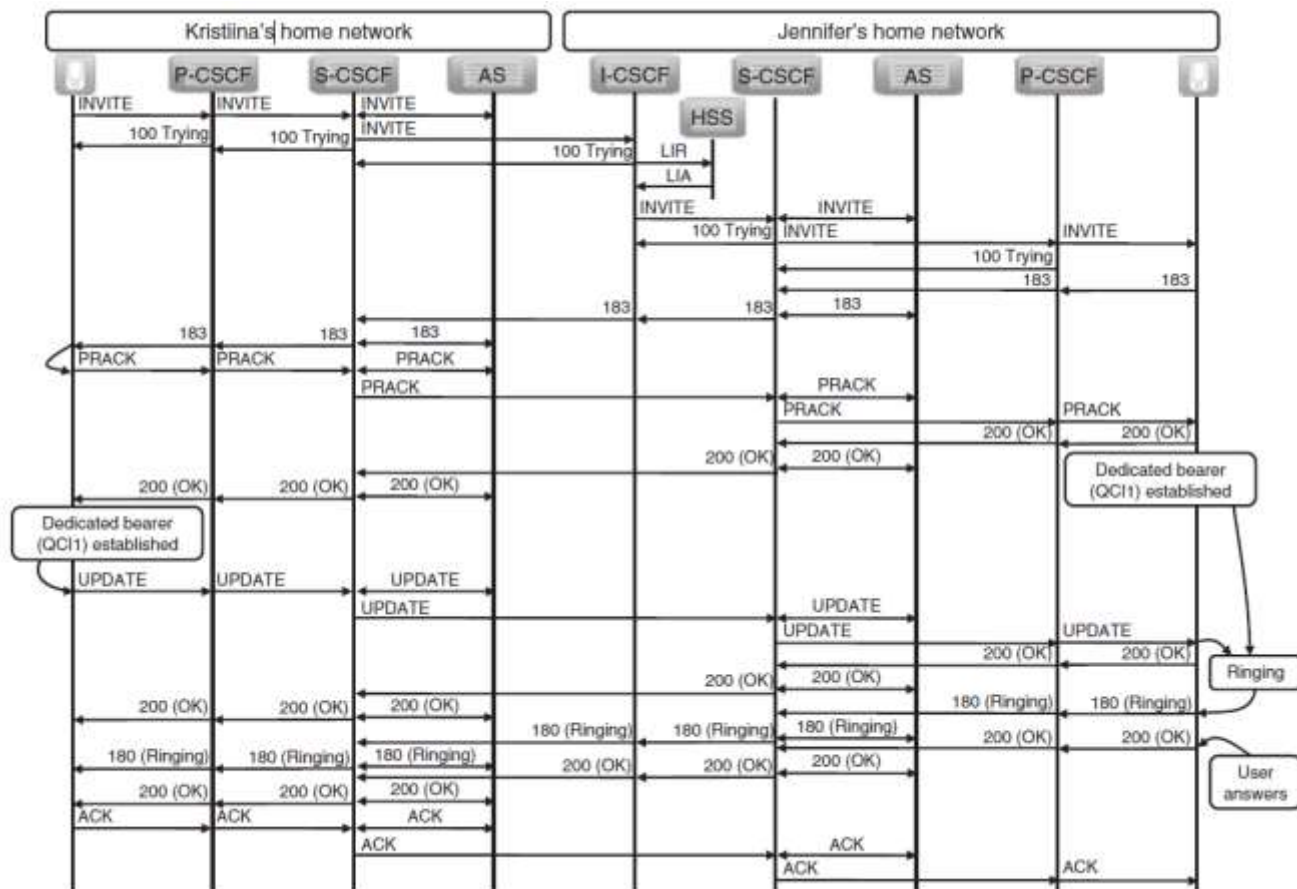 Kristiina's home network
Jennifer's home network
P-CSCF
S-CSCF
AS
I-CSCF
S-CSCF
AS
P-CSCF
HSS
INVITE
INVITE
INVITE
100 Trying
100 Trying
INVITE
100 Trying
LIR
LIA
INVITE
INVITE
100 Trying
INVITE
INVITE
100 Trying
183
183
183
183
183
183
183
183
PRACK
PRACK
PRACK
PRACK
PRACK
PRACK
PRACK
200 (OK)
200 (OK)
200 (OK)
200 (OK)
200 (OK)
200 (OK)
200 (OK)
Dedicated bearer
(QCI1) established
Dedicated bearer
(QCI1) established
UPDATE
UPDATE
UPDATE
UPDATE
UPDATE
UPDATE
UPDATE
200 (OK)
200 (OK)
Ringing
200 (OK)
200 (OK)
200 (OK)
200 (OK)
200 (OK)
180 (Ringing)
180 (Ringing)
180 (Ringing)
180 (Ringing)
180 (Ringing)
200 (OK)
200 (OK)
180 (Ringing)
180 (Ringing)
180 (Ringing)
200 (OK)
200 (OK)
200 (OK)
User
answers
200 (OK)
200 (OK)
200 (OK)
ACK
ACK
ACK
ACK
ACK
ACK
ACK